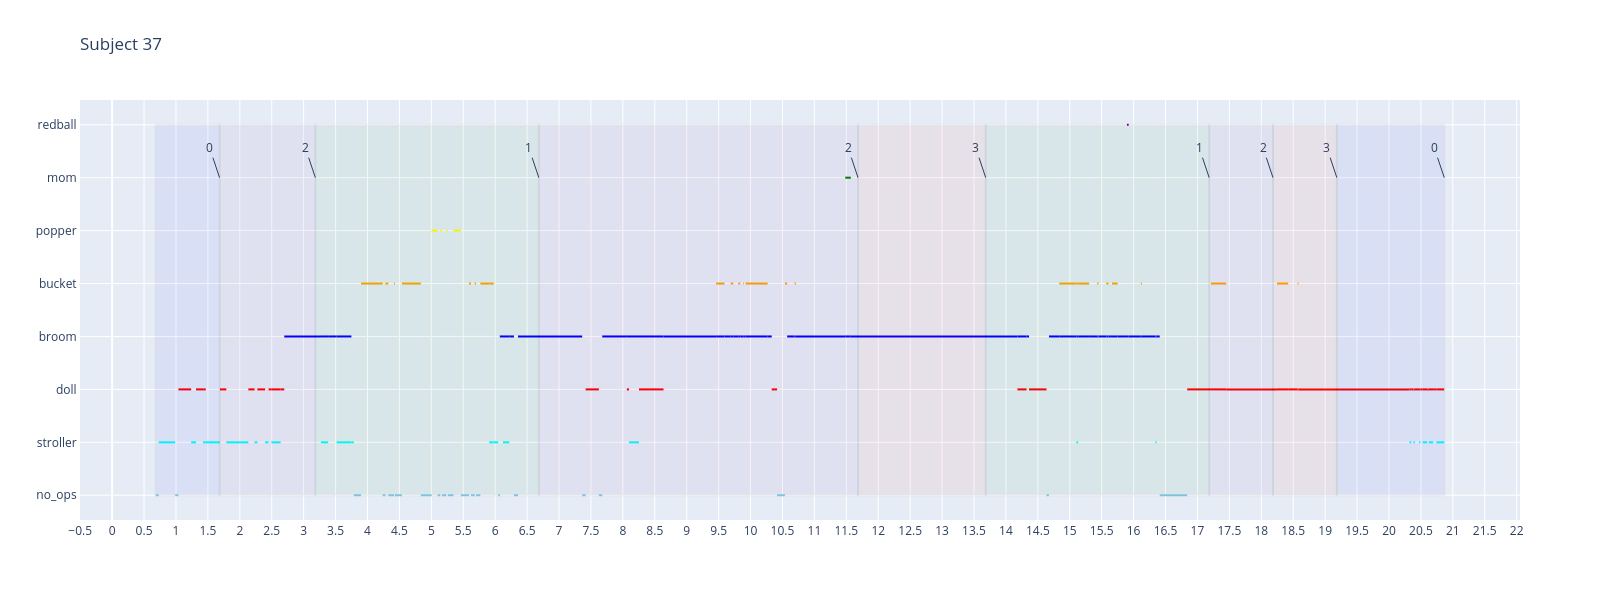 Subject 37
redball
0 2 1 2 3 1 2 3 0
mom
popper
bucket
broom
doll
stroller
no_ops
−0.5 0 0.5 1 1.5 2 2.5 3 3.5 4 4.5 5 5.5 6 6.5 7 7.5 8 8.5 9 9.5 10 10.5 11 11.5 12 12.5 13 13.5 14 14.5 15 15.5 16 16.5 17 17.5 18 18.5 19 19.5 20 20.5 21 21.5 22